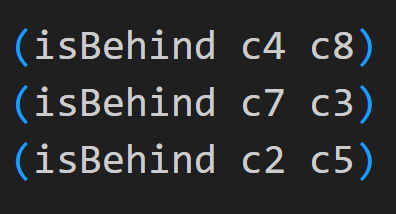 (isBehind c4 c8)
(isBehind c7 c3)
(isBehind c2 c5)